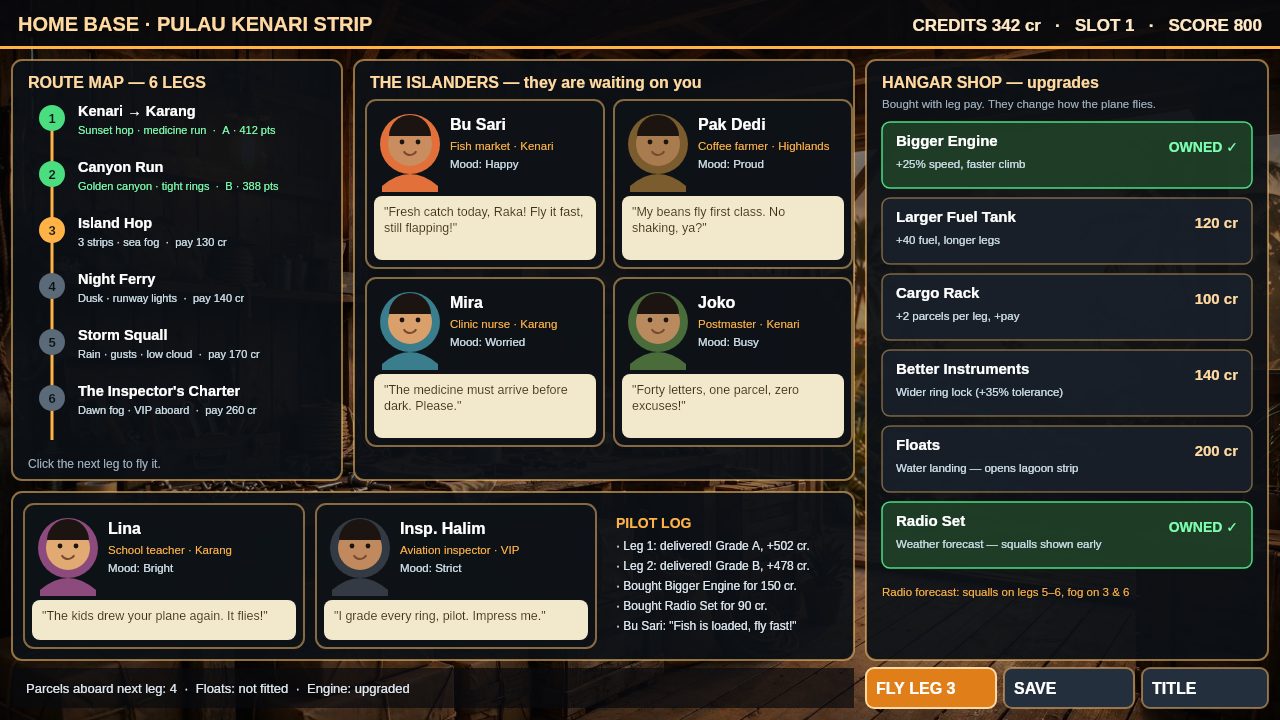 HOME BASE · PULAU KENARI STRIP
CREDITS 342 cr · SLOT 1 · SCORE 800
ROUTE MAP — 6 LEGS
1
Kenari → Karang
Sunset hop · medicine run · A · 412 pts
2
Canyon Run
Golden canyon · tight rings · B · 388 pts
3
Island Hop
3 strips · sea fog · pay 130 cr
4
Night Ferry
Dusk · runway lights · pay 140 cr
5
Storm Squall
Rain · gusts · low cloud · pay 170 cr
6
The Inspector's Charter
Dawn fog · VIP aboard · pay 260 cr
Click the next leg to fly it.
THE ISLANDERS — they are waiting on you
Bu Sari
Fish market · Kenari
Mood: Happy
"Fresh catch today, Raka! Fly it fast,
still flapping!"
Pak Dedi
Coffee farmer · Highlands
Mood: Proud
"My beans fly first class. No
shaking, ya?"
Mira
Clinic nurse · Karang
Mood: Worried
"The medicine must arrive before
dark. Please."
Joko
Postmaster · Kenari
Mood: Busy
"Forty letters, one parcel, zero
excuses!"
Lina
School teacher · Karang
Mood: Bright
"The kids drew your plane again. It flies!"
Insp. Halim
Aviation inspector · VIP
Mood: Strict
"I grade every ring, pilot. Impress me."
PILOT LOG
· Leg 1: delivered! Grade A, +502 cr.
· Leg 2: delivered! Grade B, +478 cr.
· Bought Bigger Engine for 150 cr.
· Bought Radio Set for 90 cr.
· Bu Sari: "Fish is loaded, fly fast!"
HANGAR SHOP — upgrades
Bought with leg pay. They change how the plane flies.
Bigger Engine
OWNED ✓
+25% speed, faster climb
Larger Fuel Tank
120 cr
+40 fuel, longer legs
Cargo Rack
100 cr
+2 parcels per leg, +pay
Better Instruments
140 cr
Wider ring lock (+35% tolerance)
Floats
200 cr
Water landing — opens lagoon strip
Radio Set
OWNED ✓
Weather forecast — squalls shown early
Radio forecast: squalls on legs 5–6, fog on 3 & 6
Parcels aboard next leg: 4 · Floats: not fitted · Engine: upgraded
FLY LEG 3
SAVE
TITLE